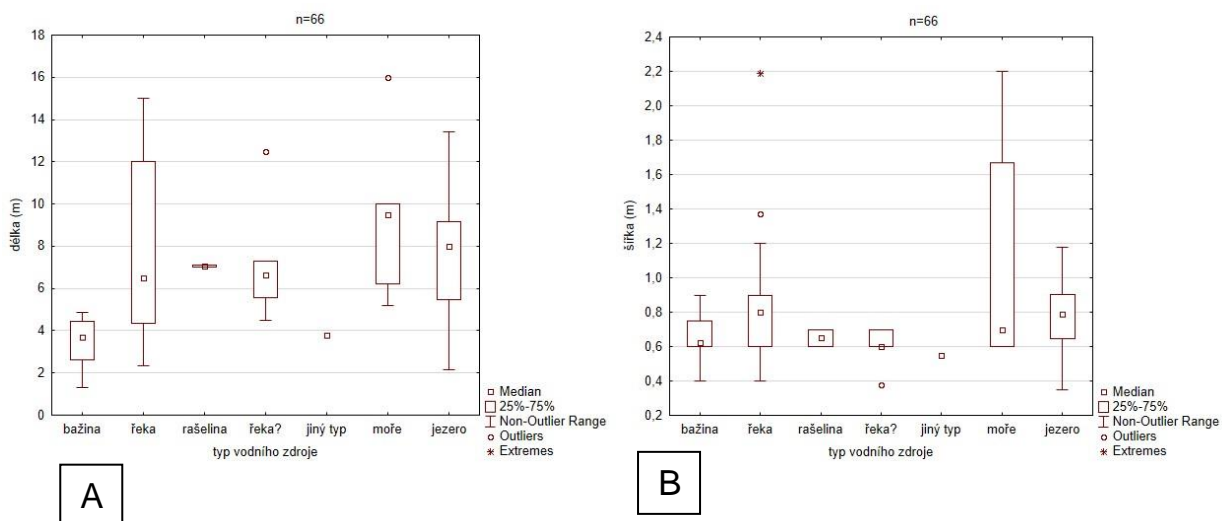 n=66
18
16
14
12
10
8
6
4
2
0
délka (m)
bažina řeka rašelina řeka? jiný typ moře jezero
typ vodního zdroje
Median
25%-75%
Non-Outlier Range
Outliers
Extremes
A
n=66
2,4
2,2
2,0
1,8
1,6
1,4
1,2
1,0
0,8
0,6
0,4
0,2
šířka (m)
bažina řeka rašelina řeka? jiný typ moře jezero
typ vodního zdroje
Median
25%-75%
Non-Outlier Range
Outliers
Extremes
B